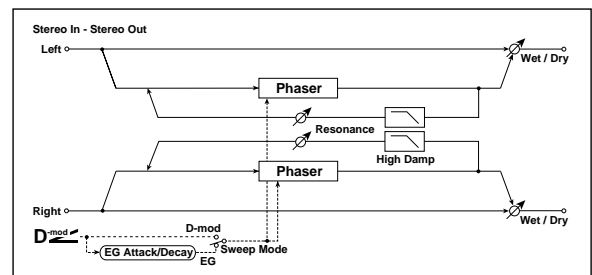 Stereo In - Stereo Out
Left
Wet / Dry
Phaser
Resonance
High Damp
Phaser
Right
Wet / Dry
D-mod
D-mod
EG Attack/Decay
EG
Sweep Mode